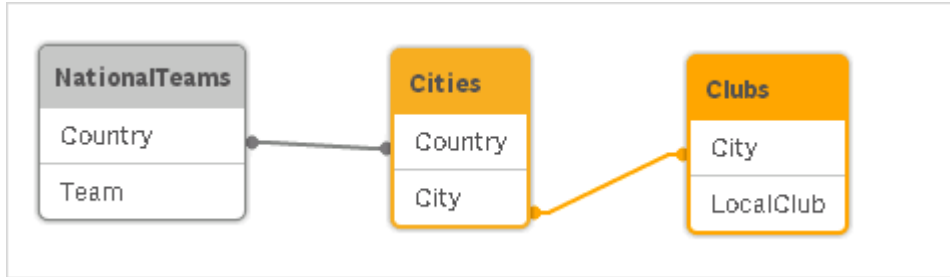 NationalTeams
Country
Team
Cities
Country
City
Clubs
City
LocalClub